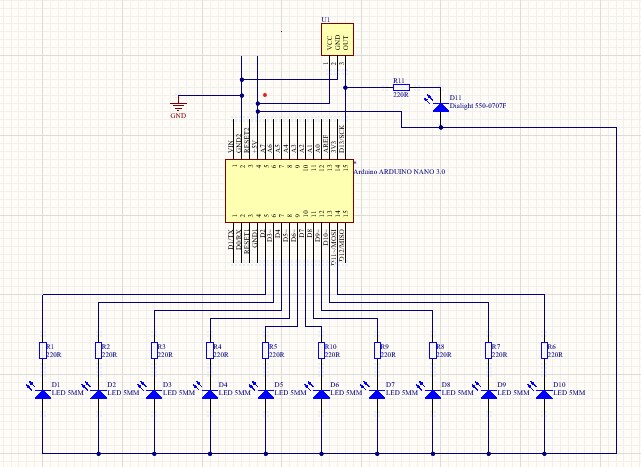 U1
VCC
GND
OUT
1
2
3
R11
220R
D11
Dialight 550-0707F
GND
VIN
GND2
RESET2
+5V
A7
A6
A5
A4
A3
A2
A1
A0
AREF
3V3
D13/SCK
1 2 3 4 5 6 7 8 9 10 11 12 13 14 15
Arduino ARDUINO NANO 3.0
1 2 3 4 5 6 7 8 9 10 11 12 13 14 15
D1/TX
D0/RX
RESET1
GND1
D2
D3~
D4
D5~
D6~
D7
D8
D9~
D10~
D11~/MOSI
D12/MISO
R1 R2 R3 R4 R5 R10 R9 R8 R7 R6
220R 220R 220R 220R 220R 220R 220R 220R 220R 220R
D1 D2 D3 D4 D5 D6 D7 D8 D9 D10
LED 5MM LED 5MM LED 5MM LED 5MM LED 5MM LED 5MM LED 5MM LED 5MM LED 5MM LED 5MM